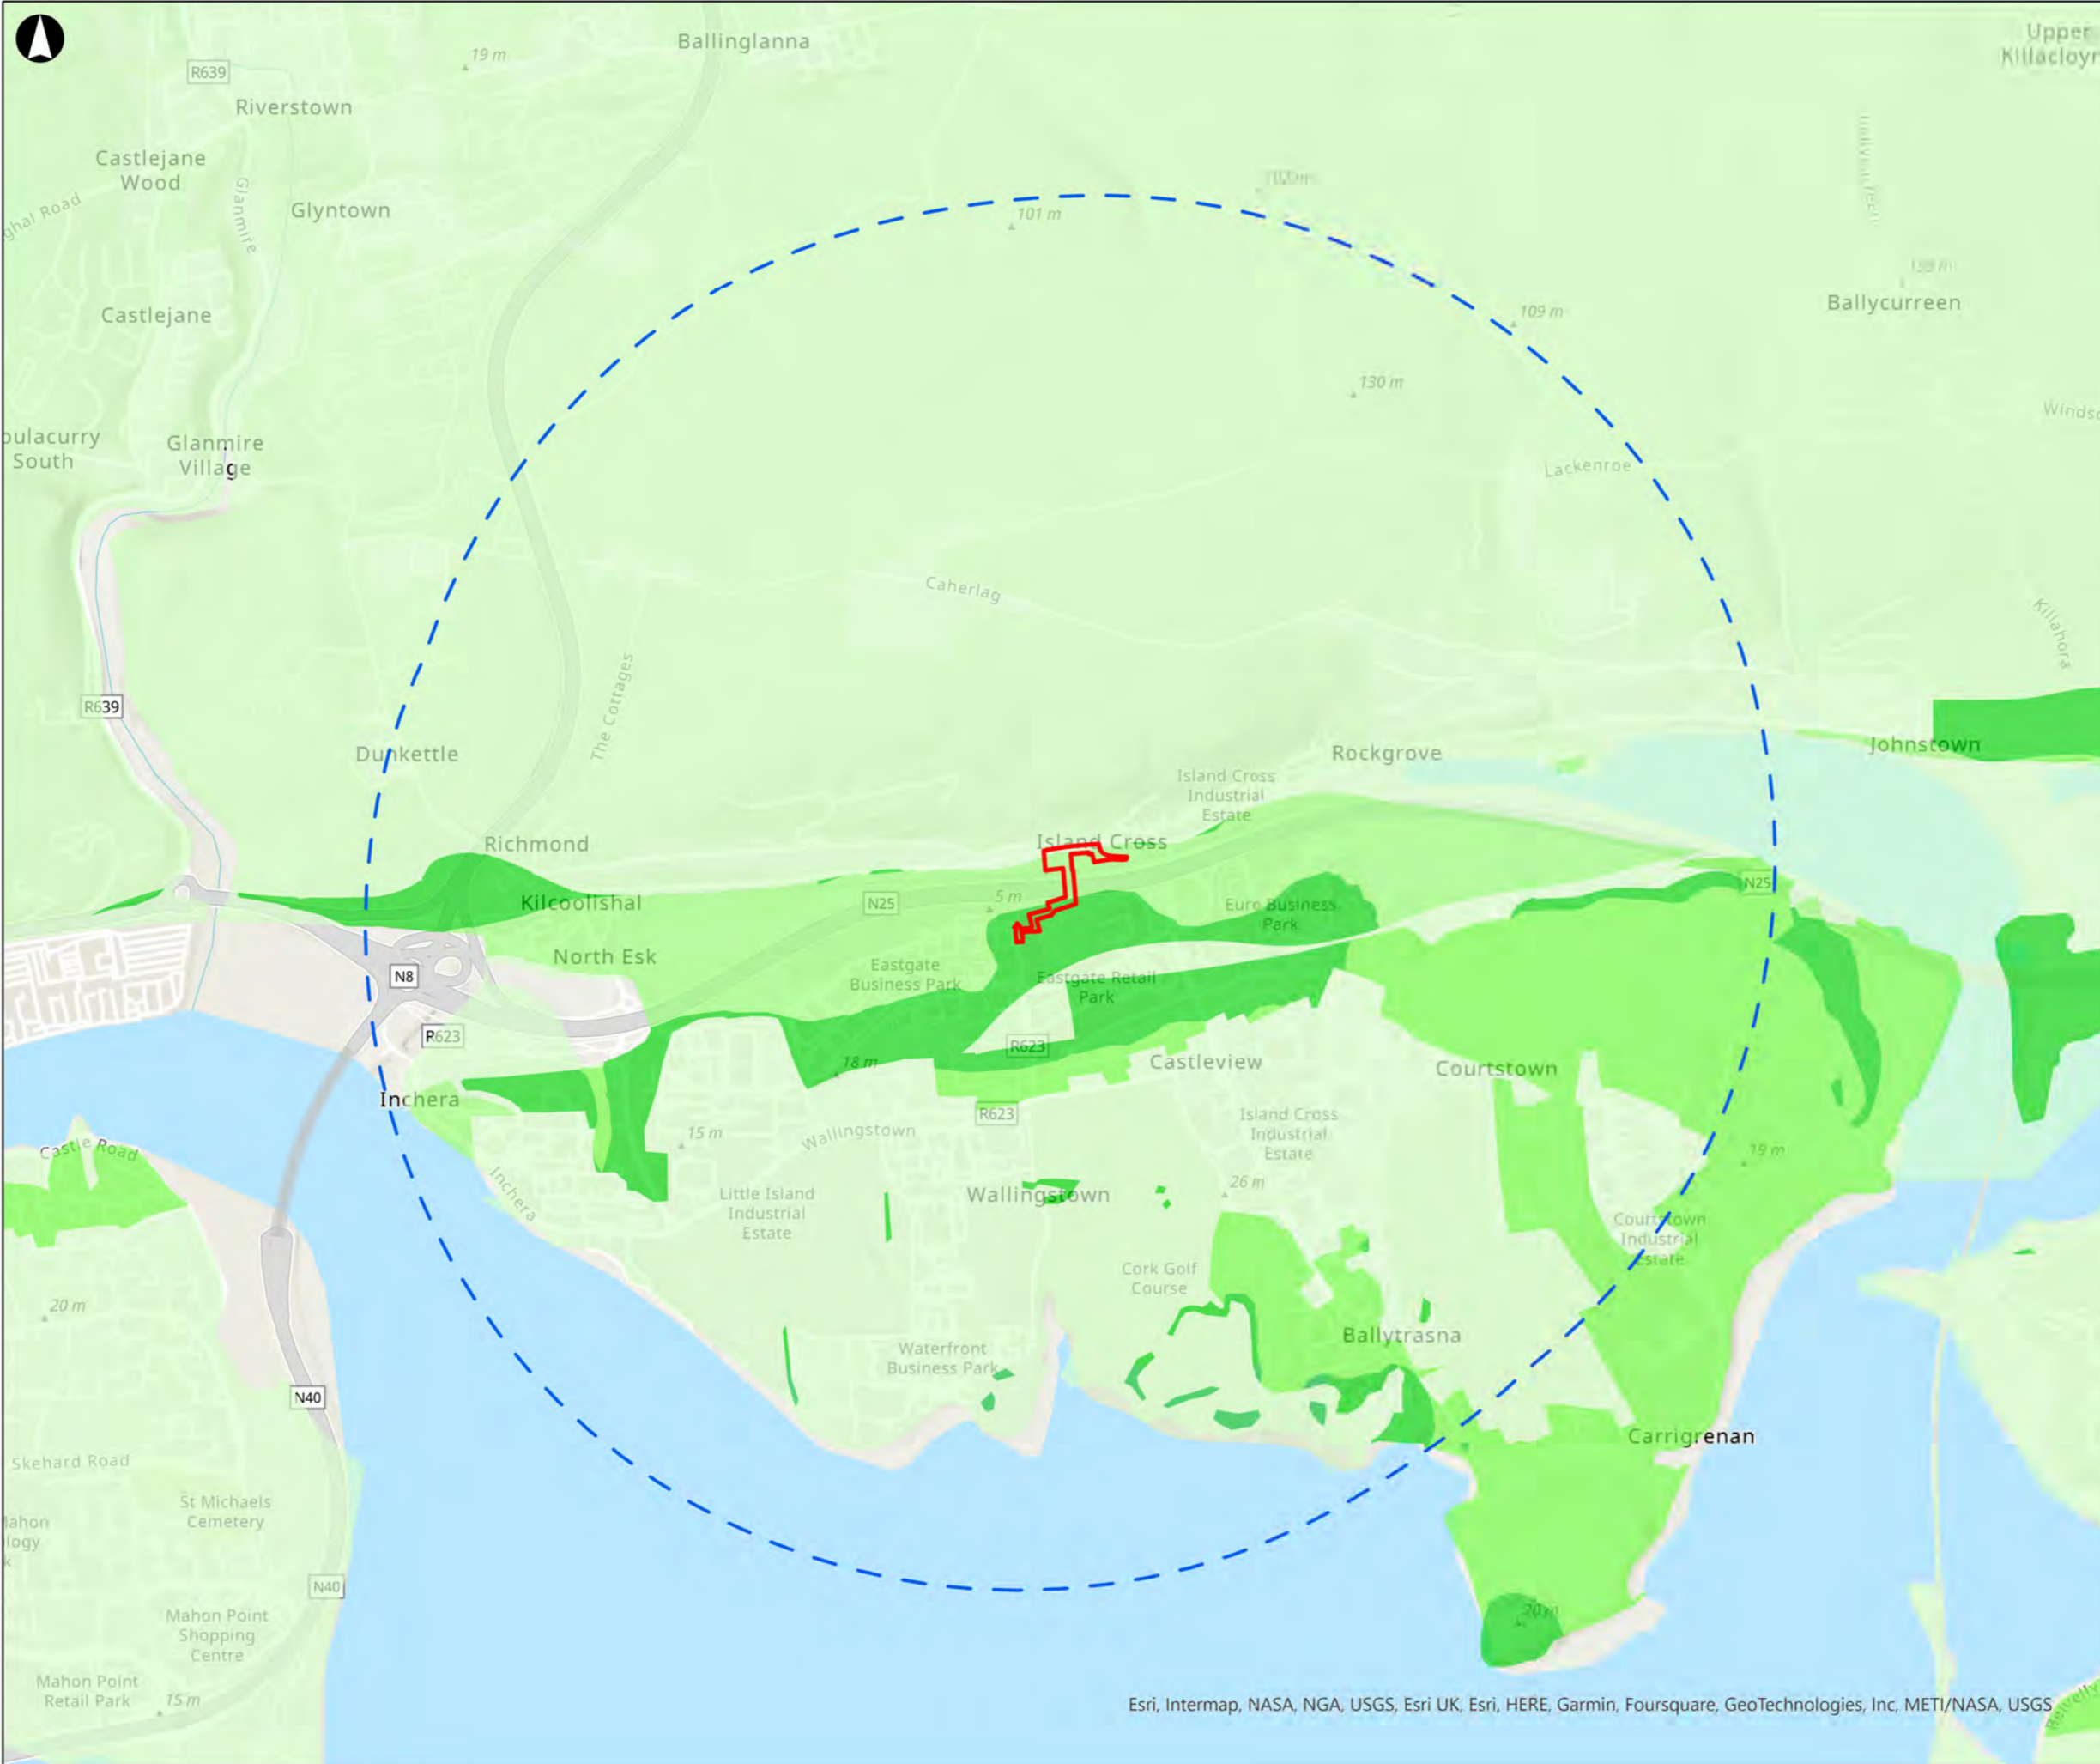 Ballinglanna
19 m
R639
Riverstown
Castlejane
Wood
Glanmire
Glyntown
101 m
109 m
Ballycurreen
Castlejane
130 m
Glanmire
Village
South
Lackenroe
Caherlag
Killahora
R639
The Cottages
Dunkettle
Rockgrove
Johnstown
Island Cross
Industrial
Estate
Richmond
Island Cross
Kilcoolishal
N25
5 m
Euro Business
Park
N25
North Esk
Eastgate
Business Park
Eastgate Retail
Park
N8
R623
R623
18 m
Castleview
Courtstown
Inchera
R623
Island Cross
Industrial
Estate
15 m
Wallingstown
19 m
Castle Road
Inchera
Little Island
Industrial
Estate
Wallingstown
26 m
Courtstown
Industrial
Estate
Cork Golf
Course
20 m
Ballytrasna
Waterfront
Business Park
N40
Carrigrenan
Skehard Road
St Michaels
Cemetery
N40
Mahon Point
Shopping
Centre
20 m
Mahon Point
Retail Park
15 m
Esri, Intermap, NASA, NGA, USGS, Esri UK, Esri, HERE, Garmin, Foursquare, GeoTechnologies, Inc, METI/NASA, USGS